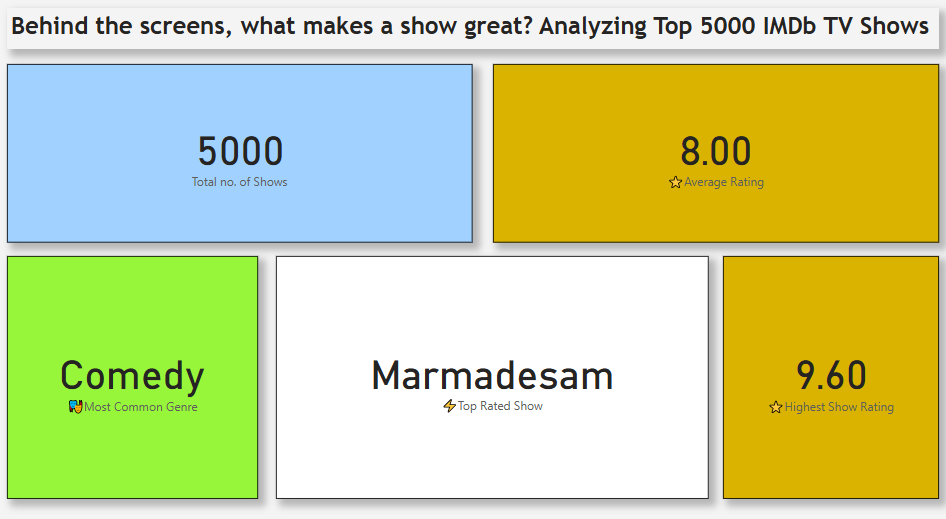 Behind the screens, what makes a show great? Analyzing Top 5000 IMDb TV Shows
5000
Total no. of Shows
8.00
⭐Average Rating
Comedy
🎭Most Common Genre
Marmadesam
⚡Top Rated Show
9.60
⭐Highest Show Rating